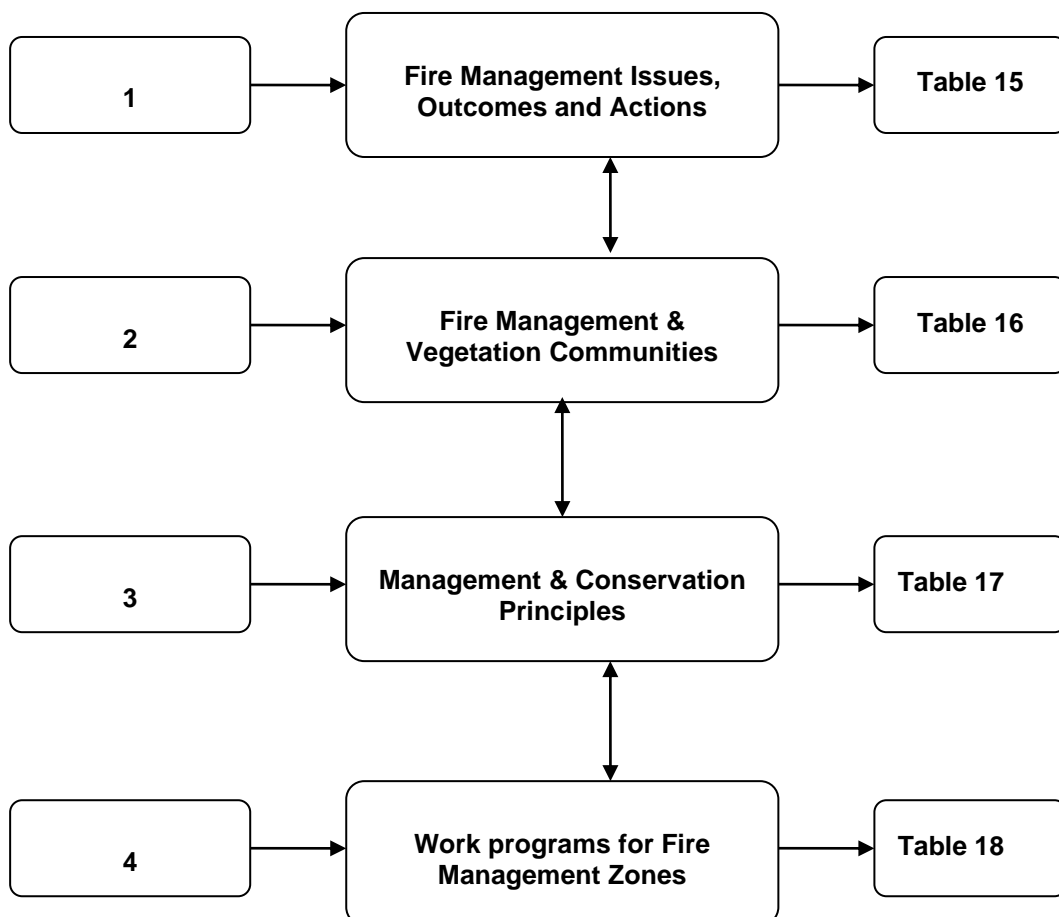 1
Fire Management Issues,
Outcomes and Actions
Table 15
2
Fire Management &
Vegetation Communities
Table 16
3
Management & Conservation
Principles
Table 17
4
Work programs for Fire
Management Zones
Table 18